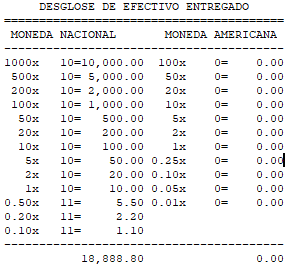 DESGLOSE DE EFECTIVO ENTREGADO
================================================
MONEDA NACIONAL MONEDA AMERICANA
------------------------------------------------
1000x 10=10,000.00 100x 0= 0.00
500x 10= 5,000.00 50x 0= 0.00
200x 10= 2,000.00 20x 0= 0.00
100x 10= 1,000.00 10x 0= 0.00
50x 10= 500.00 5x 0= 0.00
20x 10= 200.00 2x 0= 0.00
10x 10= 100.00 1x 0= 0.00
5x 10= 50.00 0.25x 0= 0.00
2x 10= 20.00 0.10x 0= 0.00
1x 10= 10.00 0.05x 0= 0.00
0.50x 11= 5.50 0.01x 0= 0.00
0.20x 11= 2.20
0.10x 11= 1.10
------------------------------------------------
18,888.80 0.00